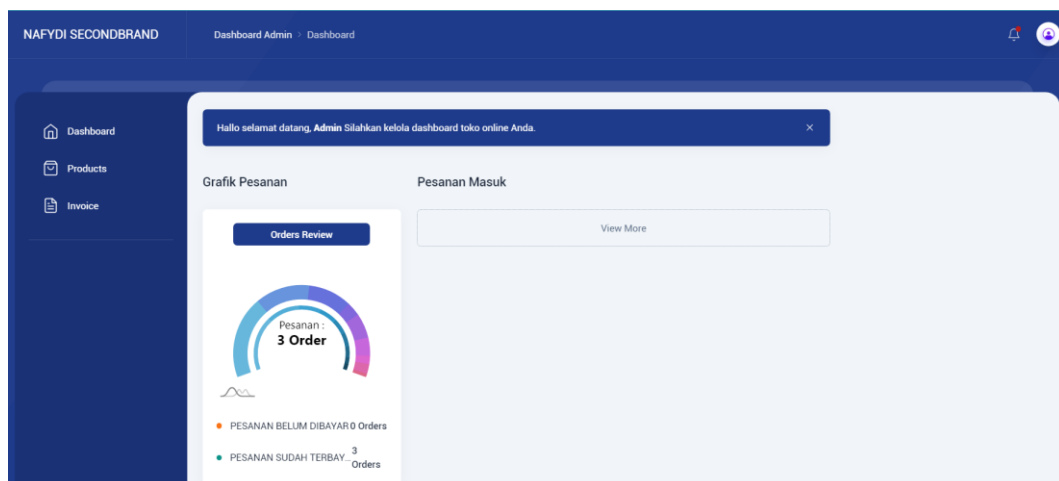 NAFYDI SECONDBRAND
Dashboard Admin > Dashboard
Dashboard
Products
Invoice
Hallo selamat datang, Admin Silahkan kelola dashboard toko online Anda.
Grafik Pesanan
Pesanan Masuk
View More
Orders Review
Pesanan :
3 Order
PESANAN BELUM DIBAYAR 0 Orders
PESANAN SUDAH TERBAY... 3
Orders